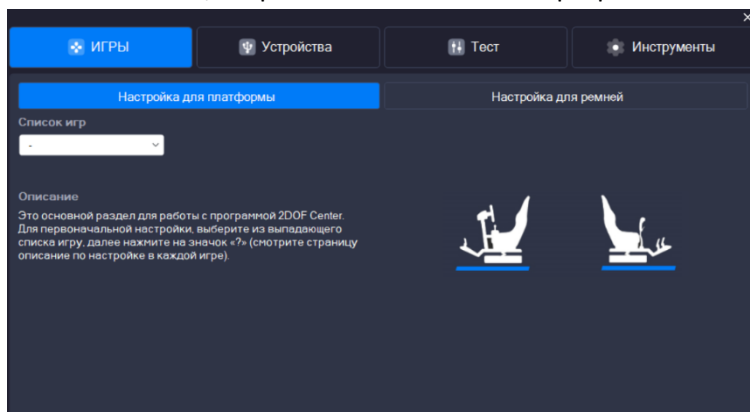 ИГРЫ
Устройства
Тест
Инструменты
Настройка для платформы
Настройка для ремней
Список игр
-
Описание
Это основной раздел для работы с программой 2DOF Center.
Для первоначальной настройки, выберите из выпадающего
списка игру, далее нажмите на значок «?» (смотрите страницу
описание по настройке в каждой игре).